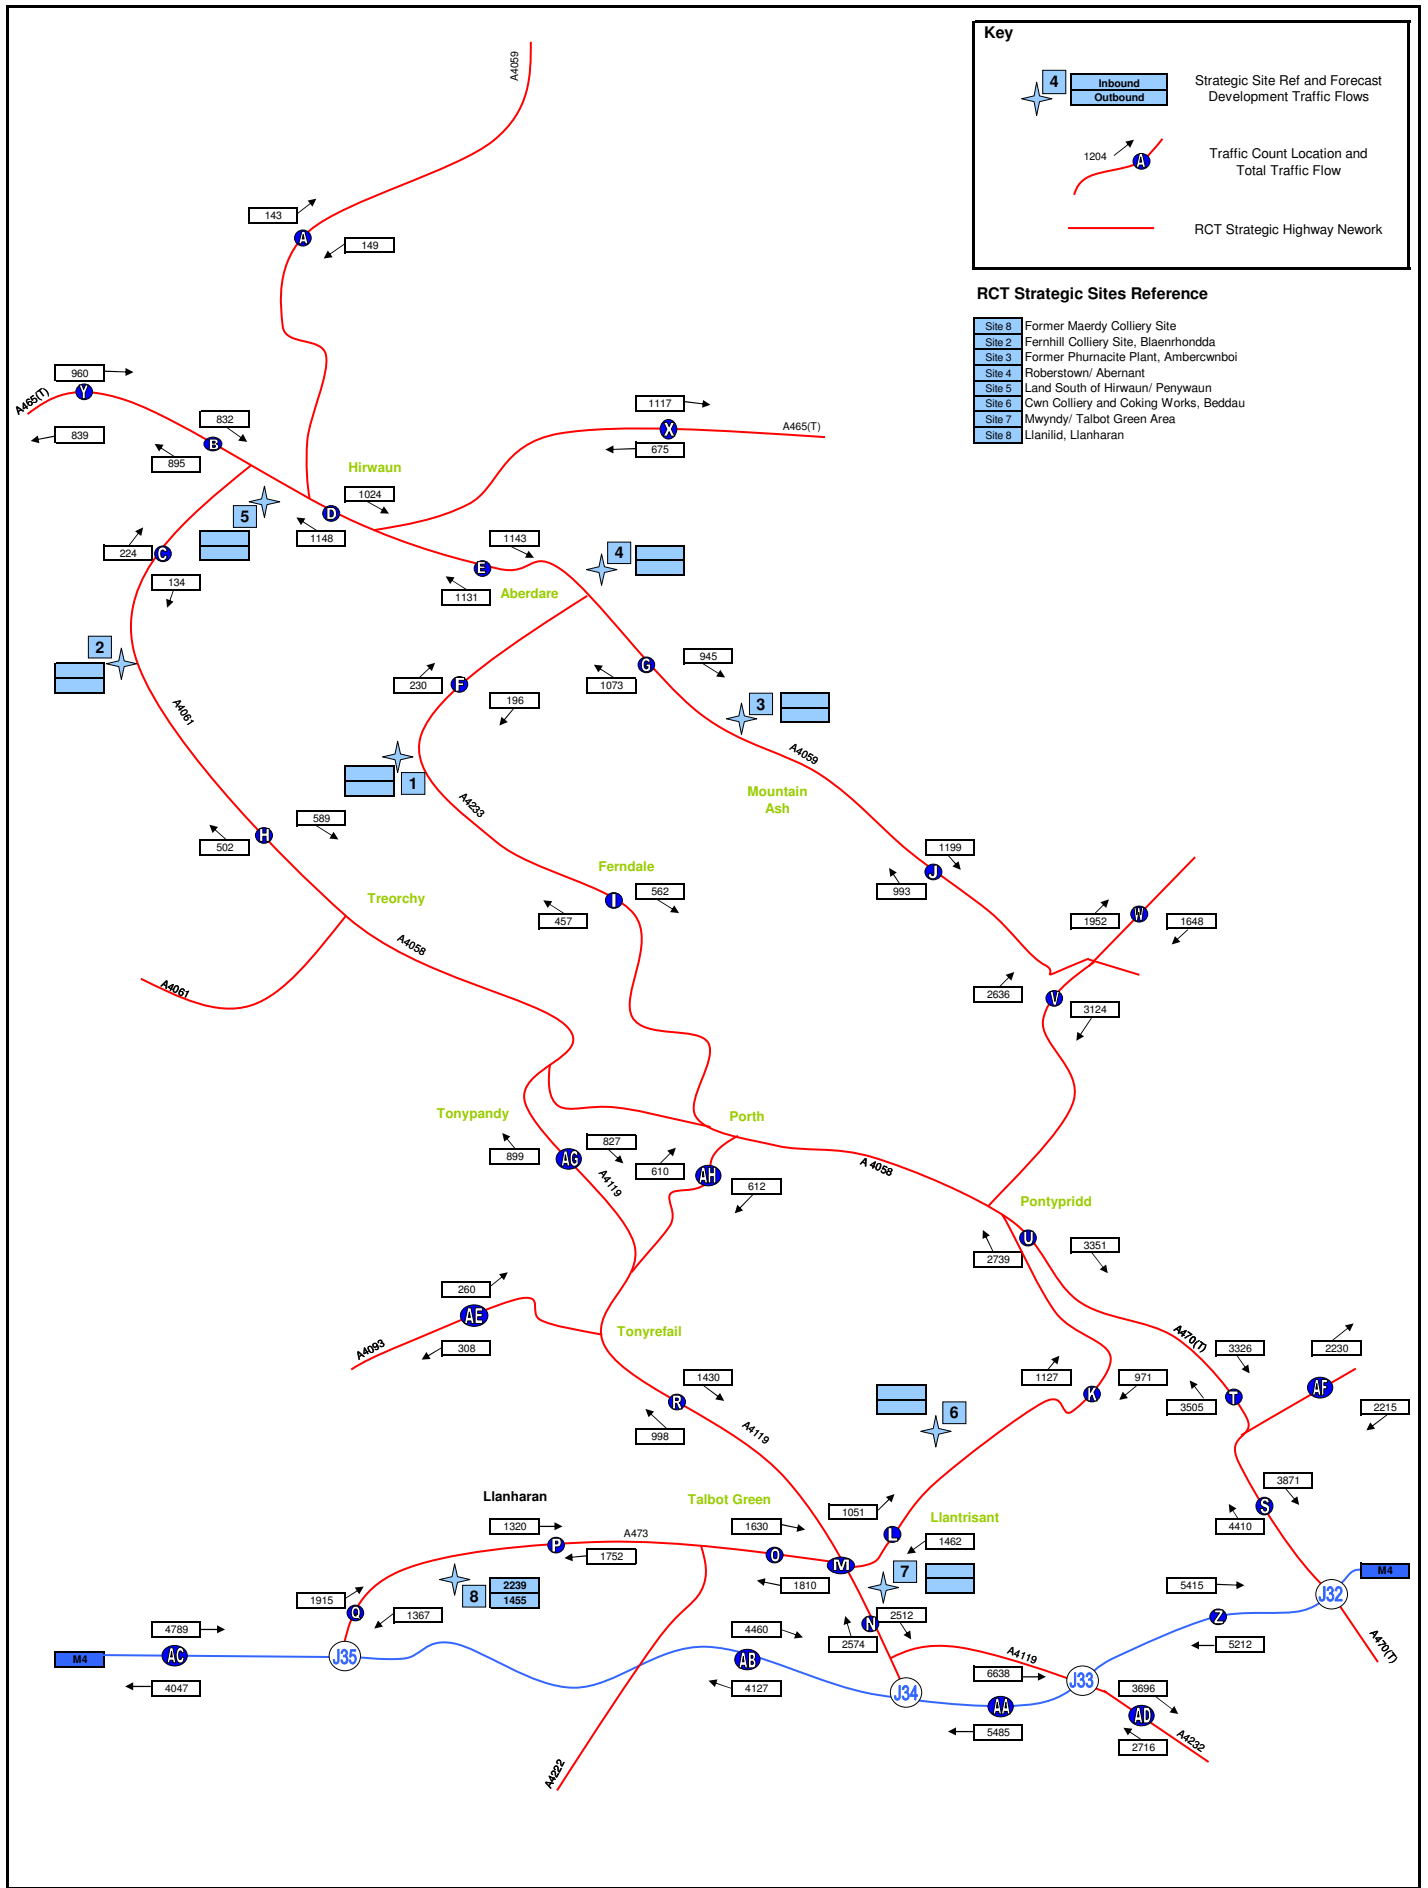 Key
4
Inbound
Outbound
Strategic Site Ref and Forecast
Development Traffic Flows
1204
A
Traffic Count Location and
Total Traffic Flow
RCT Strategic Highway Nework
RCT Strategic Sites Reference
Site 8 Former Maerdy Colliery Site
Site 2 Fernhill Colliery Site, Blaenrhondda
Site 3 Former Phurnacite Plant, Ambercwnboi
Site 4 Roberstown/ Abernant
Site 5 Land South of Hirwaun/ Penywaun
Site 6 Cwn Colliery and Coking Works, Beddau
Site 7 Mwyndy/ Talbot Green Area
Site 8 Llanilid, Llanharan
A4059
143
A
149
960
Y
A465(T)
839
832
B
895
1117
X
A465(T)
675
Hirwaun
1024
D
1148
5
224
C
134
1143
E
1131
Aberdare
4
2
A4061
230
F
196
945
G
1073
3
A4059
Mountain
Ash
1
A4233
589
H
502
Ferndale
562
I
457
1199
J
993
Treorchy
A4058
A4061
1952
W
1648
2636
V
3124
Tonypandy
Porth
827
AG
899
A4119
610
AH
612
A 4058
Pontypridd
U
2739
3351
260
AE
308
A4093
Tonyrefail
A470(T)
3326
T
3505
2230
AF
2215
1430
R
998
A4119
1127
K
971
6
3871
S
4410
Llanharan
Talbot Green
Llantrisant
1320
P
1752
A473
1630
O
1810
M
1051
L
1462
7
8
2239
1455
1915
Q
1367
N
2512
2574
M4
4789
AC
4047
J35
4460
AB
4127
J34
A4119
6638
AA
5485
J33
5415
Z
5212
J32
M4
A470(T)
3696
AD
2716
A4232
A4222